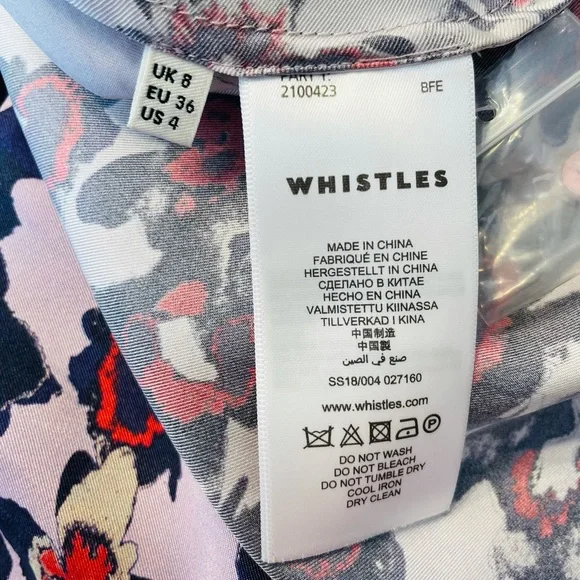 UK 8
EU 36
US 4
PARTY:
2100423 BFE
WHISTLES
MADE IN CHINA
FABRIQUÉ EN CHINE
HERGESTELLT IN CHINA
СДЕЛАНО В КИТАЕ
HECHO EN CHINA
VALMISTETTU KIINASSA
TILLVERKAD I KINA
中国制造
中國製
صنع في الصين
SS18/004 027160
www.whistles.com
P
DO NOT WASH
DO NOT BLEACH
DO NOT TUMBLE DRY
COOL IRON
DRY CLEAN